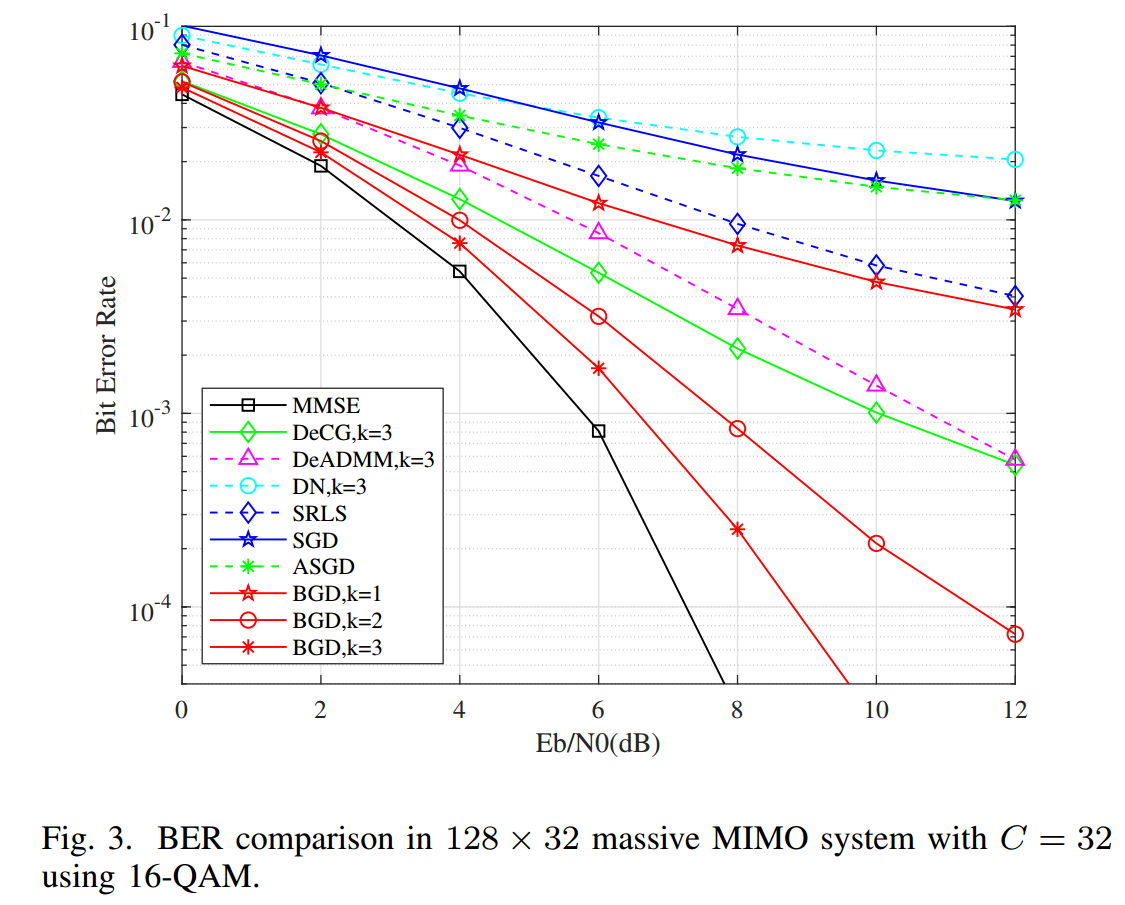 10-1
10-2
10-3
10-4
Bit Error Rate
MMSE
DeCG,k=3
DeADMM,k=3
DN,k=3
SRLS
SGD
ASGD
BGD,k=1
BGD,k=2
BGD,k=3
0 2 4 6 8 10 12
Eb/N0(dB)
Fig. 3. BER comparison in 128 × 32 massive MIMO system with C = 32
using 16-QAM.